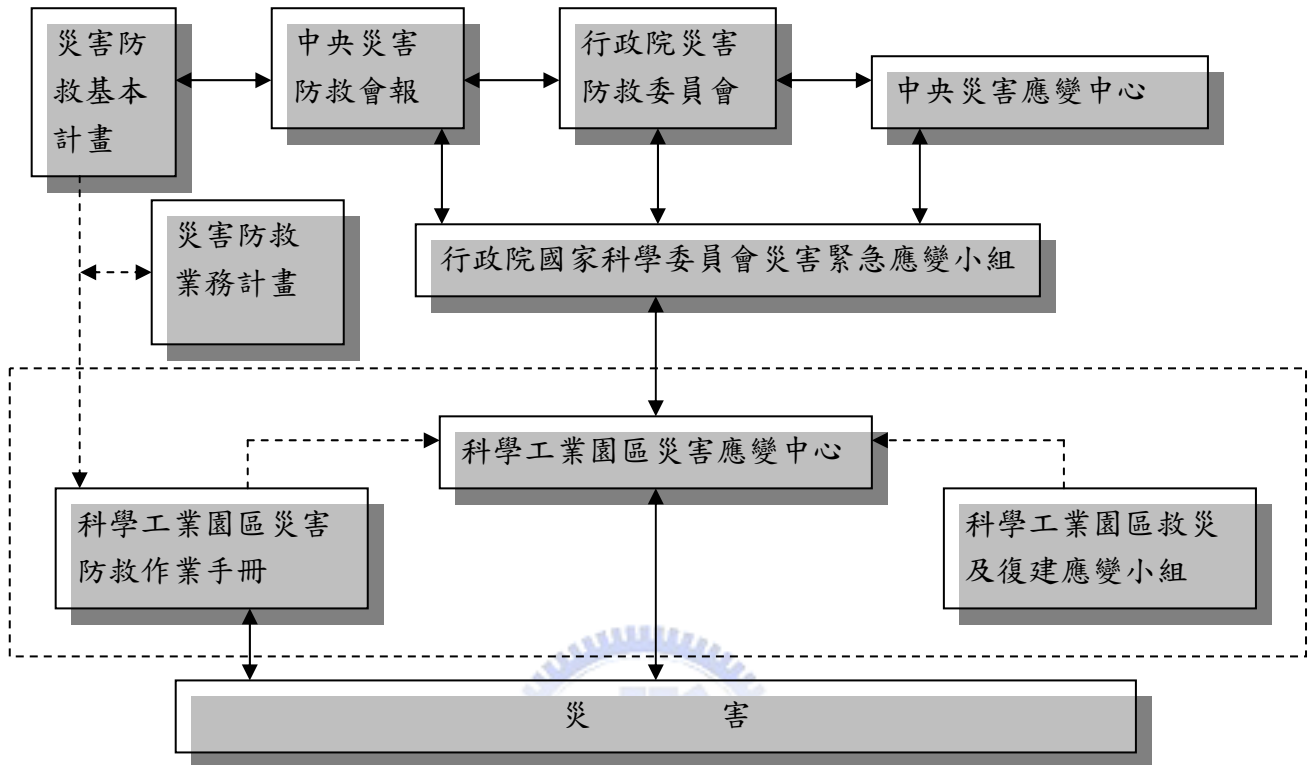 災害防
救基本
計畫
中央災害
防救會報
行政院災害
防救委員會
中央災害應變中心
災害防救
業務計畫
行政院國家科學委員會災害緊急應變小組
科學工業園區災害應變中心
科學工業園區災害
防救作業手冊
科學工業園區救災
及復建應變小組
災 害